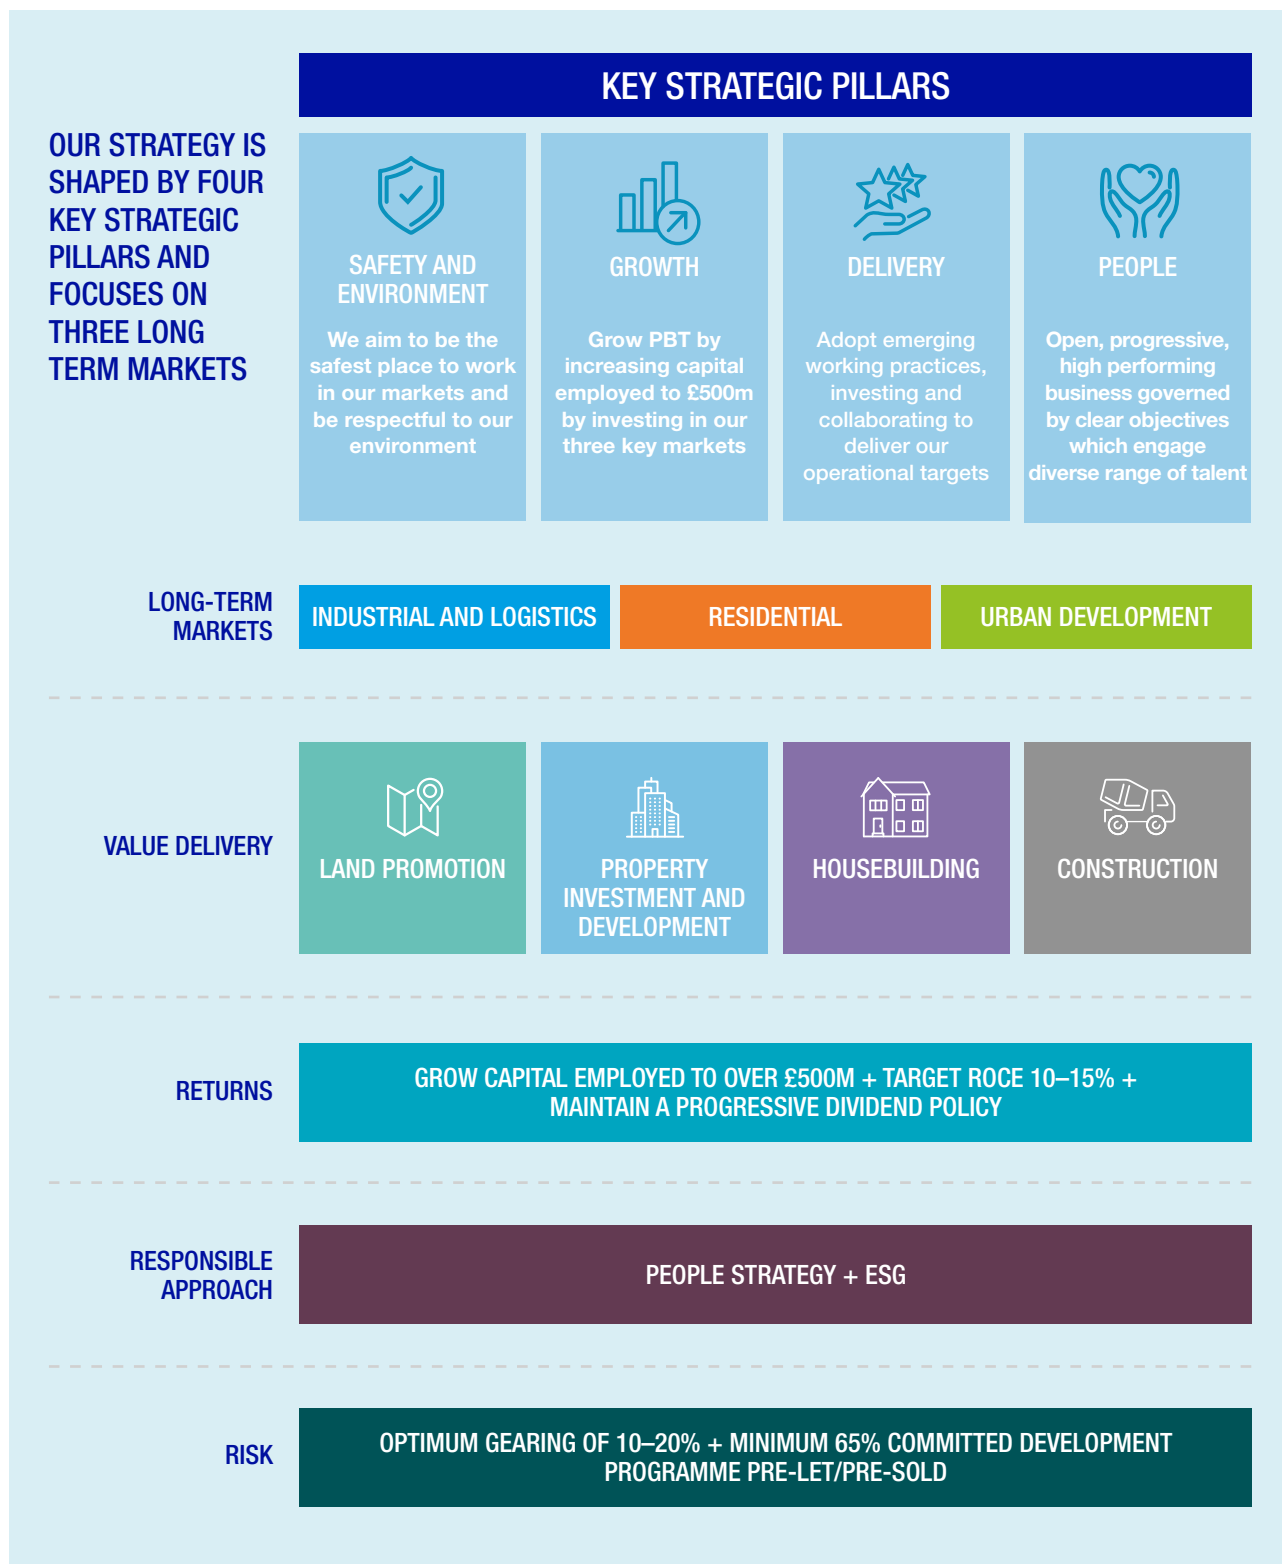 KEY STRATEGIC PILLARS
OUR STRATEGY IS
SHAPED BY FOUR
KEY STRATEGIC
PILLARS AND
FOCUSES ON
THREE LONG
TERM MARKETS
SAFETY AND
ENVIRONMENT
We aim to be the
safest place to work
in our markets and
be respectful to our
environment
GROWTH
Grow PBT by
increasing capital
employed to £500m
by investing in our
three key markets
DELIVERY
Adopt emerging
working practices,
investing and
collaborating to
deliver our
operational targets
PEOPLE
Open, progressive,
high performing
business governed
by clear objectives
which engage
diverse range of talent
LONG-TERM
MARKETS
INDUSTRIAL AND LOGISTICS
RESIDENTIAL
URBAN DEVELOPMENT
VALUE DELIVERY
LAND PROMOTION
PROPERTY
INVESTMENT AND
DEVELOPMENT
HOUSEBUILDING
CONSTRUCTION
RETURNS
GROW CAPITAL EMPLOYED TO OVER £500M + TARGET ROCE 10–15% +
MAINTAIN A PROGRESSIVE DIVIDEND POLICY
RESPONSIBLE
APPROACH
PEOPLE STRATEGY + ESG
RISK
OPTIMUM GEARING OF 10–20% + MINIMUM 65% COMMITTED DEVELOPMENT
PROGRAMME PRE-LET/PRE-SOLD